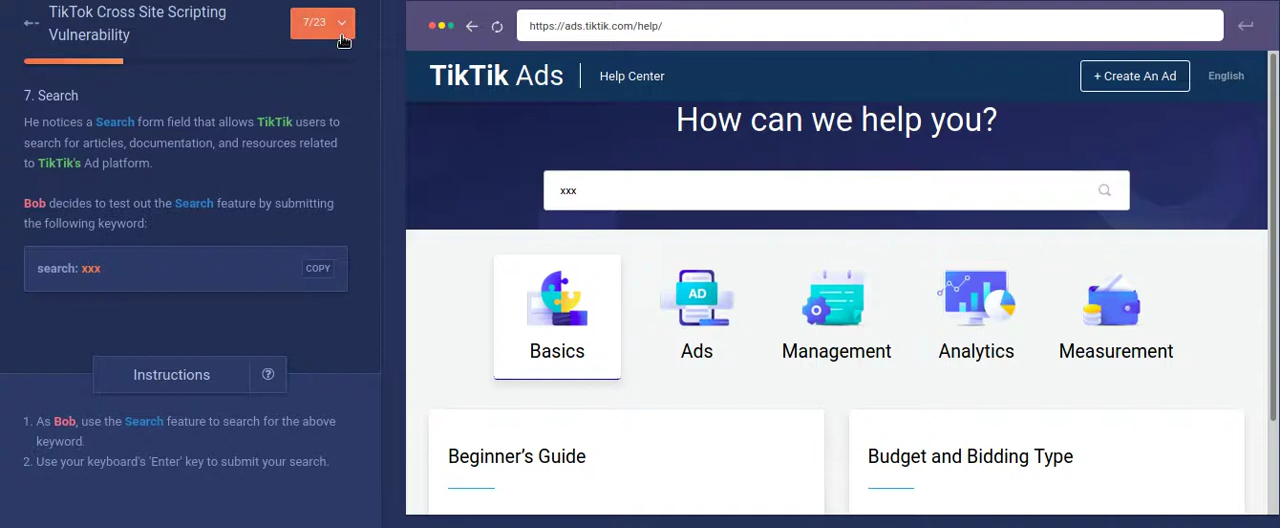 TikTok Cross Site Scripting
Vulnerability
7/23
7. Search
He notices a Search form field that allows TikTik users to
search for articles, documentation, and resources related
to TikTik's Ad platform.
Bob decides to test out the Search feature by submitting
the following keyword:
search: xxx
COPY
Instructions
1. As Bob, use the Search feature to search for the above
keyword.
2. Use your keyboard's 'Enter' key to submit your search.
https://ads.tiktik.com/help/
TikTik Ads
Help Center
+ Create An Ad
English
How can we help you?
xxx
AD
Basics
Ads
Management
Analytics
Measurement
Beginner’s Guide
Budget and Bidding Type